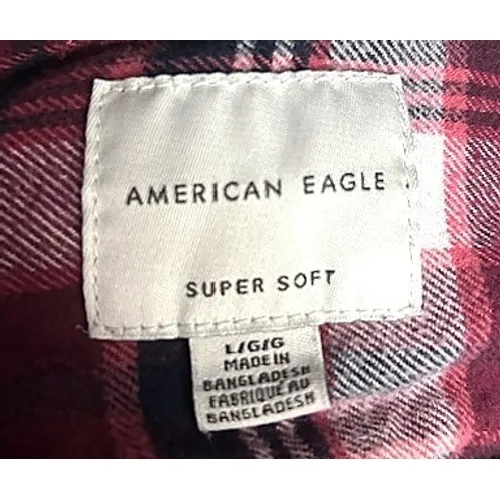 AMERICAN EAGLE
SUPER SOFT
L/G/G
MADE IN
BANGLADESH
FABRIQUÉ AU
BANGLADESH